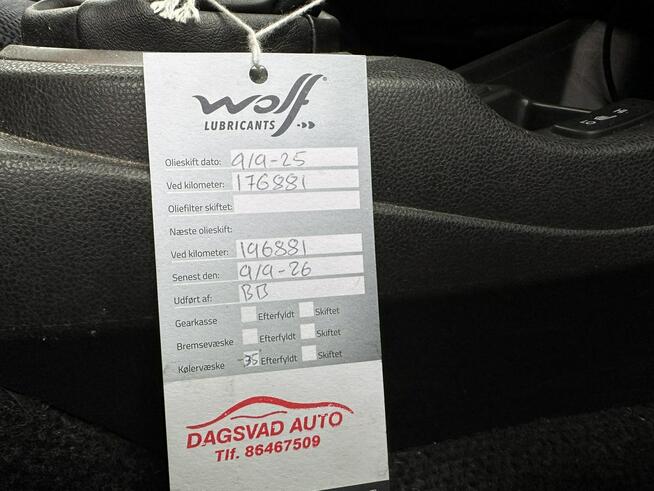 Wolf
LUBRICANTS
Olieskift dato: 9/9-25
Ved kilometer: 176881
Oliefilter skiftet:
Næste olieskift:
Ved kilometer: 196881
Senest den: 9/9-26
Udført af: BB
Gearkasse Efterfyldt Skiftet
Bremsevæske Efterfyldt Skiftet
Kølervæske -35 Efterfyldt Skiftet
DAGSVAD AUTO
Tlf. 86467509